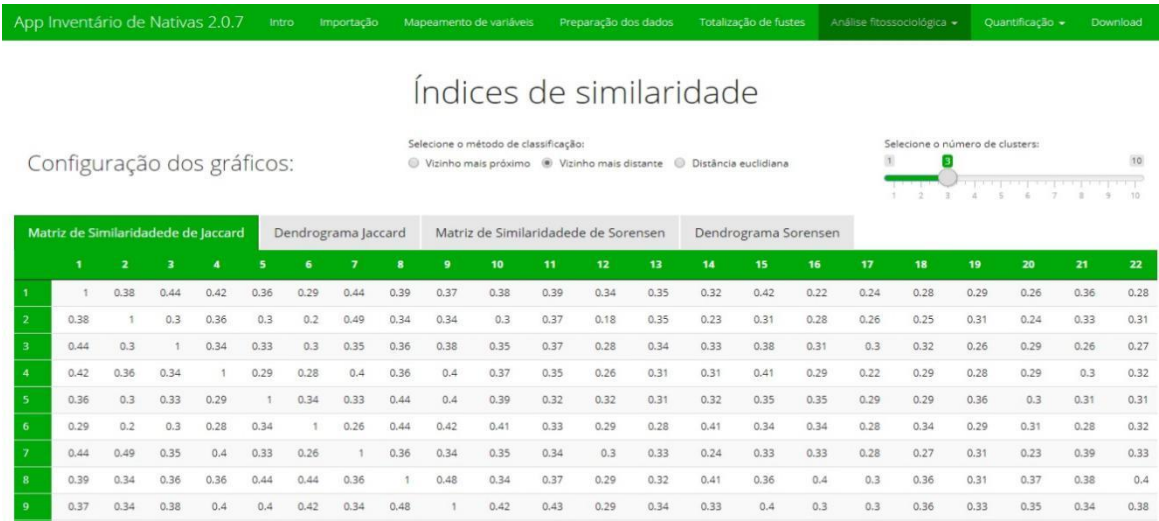 App Inventário de Nativas 2.0.7 Intro Importação Mapeamento de variáveis Preparação dos dados Totalização de fustes Análise fitossociológica Quantificação Download
Índices de similaridade
Configuração dos gráficos:
Selecione o método de classificação:
Vizinho mais próximo Vizinho mais distante Distância euclidiana
Selecione o número de clusters:
1 3 10
1 2 3 4 5 6 7 8 9 10
Matriz de Similaridadede de Jaccard Dendrograma Jaccard Matriz de Similaridadede de Sorensen Dendrograma Sorensen
1 2 3 4 5 6 7 8 9 10 11 12 13 14 15 16 17 18 19 20 21 22
1 1 0.38 0.44 0.42 0.36 0.29 0.44 0.39 0.37 0.38 0.39 0.34 0.35 0.32 0.42 0.22 0.24 0.28 0.29 0.26 0.36 0.28
2 0.38 1 0.3 0.36 0.3 0.2 0.49 0.34 0.34 0.3 0.37 0.18 0.35 0.23 0.31 0.28 0.26 0.25 0.31 0.24 0.33 0.31
3 0.44 0.3 1 0.34 0.33 0.3 0.35 0.36 0.38 0.35 0.37 0.28 0.34 0.33 0.38 0.31 0.3 0.32 0.26 0.29 0.26 0.27
4 0.42 0.36 0.34 1 0.29 0.28 0.4 0.36 0.4 0.37 0.35 0.26 0.31 0.31 0.41 0.29 0.22 0.29 0.28 0.29 0.3 0.32
5 0.36 0.3 0.33 0.29 1 0.34 0.33 0.44 0.4 0.39 0.32 0.32 0.31 0.32 0.35 0.35 0.29 0.29 0.36 0.3 0.31 0.31
6 0.29 0.2 0.3 0.28 0.34 1 0.26 0.44 0.42 0.41 0.33 0.29 0.28 0.41 0.34 0.34 0.28 0.34 0.29 0.31 0.28 0.32
7 0.44 0.49 0.35 0.4 0.33 0.26 1 0.36 0.34 0.35 0.34 0.3 0.33 0.24 0.33 0.33 0.28 0.27 0.31 0.23 0.39 0.33
8 0.39 0.34 0.36 0.36 0.44 0.44 0.36 1 0.48 0.34 0.37 0.29 0.32 0.41 0.36 0.4 0.3 0.36 0.31 0.37 0.38 0.4
9 0.37 0.34 0.38 0.4 0.4 0.42 0.34 0.48 1 0.42 0.43 0.29 0.34 0.33 0.4 0.3 0.3 0.36 0.33 0.35 0.34 0.38